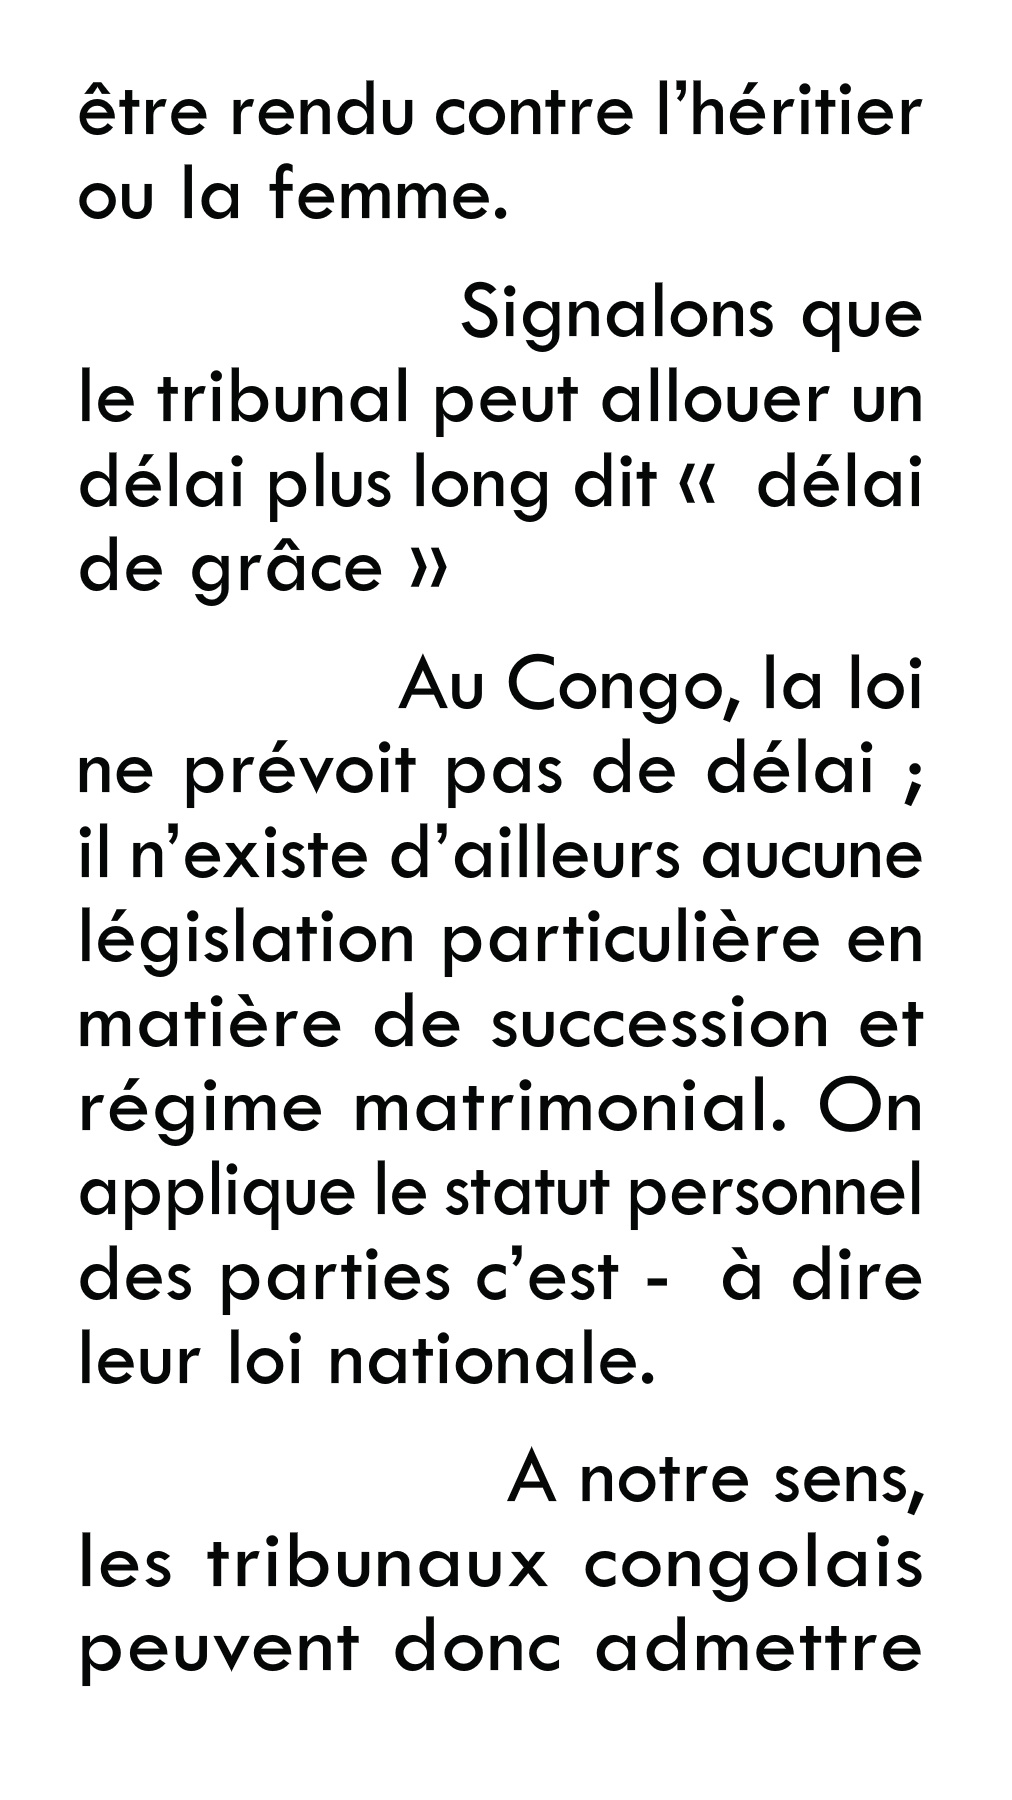 être rendu contre l’héritier
ou la femme.
Signalons que
le tribunal peut allouer un
délai plus long dit «  délai
de grâce »
Au Congo, la loi
ne prévoit pas de délai ;
il n’existe d’ailleurs aucune
législation particulière en
matière de succession et
régime matrimonial. On
applique le statut personnel
des parties c’est -  à dire
leur loi nationale.
A notre sens,
les tribunaux congolais
peuvent donc admettre